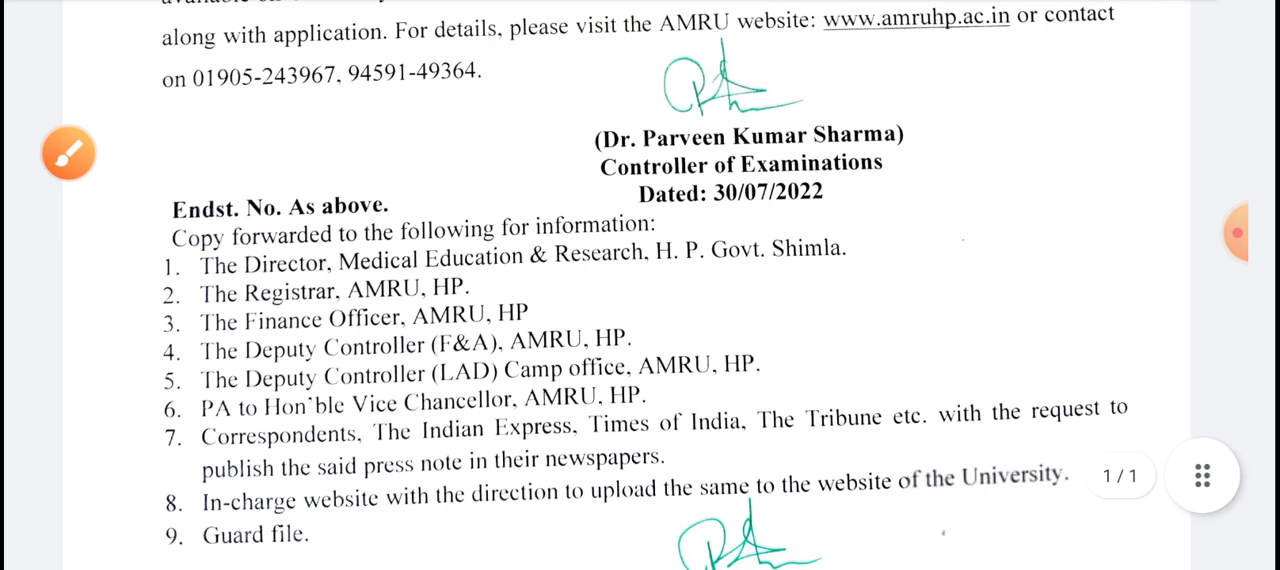 along with application. For details, please visit the AMRU website: www.amruhp.ac.in or contact
on 01905-243967, 94591-49364.
(Dr. Parveen Kumar Sharma)
Controller of Examinations
Dated: 30/07/2022
Endst. No. As above.
Copy forwarded to the following for information:
1. The Director, Medical Education & Research, H. P. Govt. Shimla.
2. The Registrar, AMRU, HP.
3. The Finance Officer, AMRU, HP
4. The Deputy Controller (F&A), AMRU, HP.
5. The Deputy Controller (LAD) Camp office, AMRU, HP.
6. PA to Hon'ble Vice Chancellor, AMRU, HP.
7. Correspondents, The Indian Express, Times of India, The Tribune etc. with the request to
publish the said press note in their newspapers.
8. In-charge website with the direction to upload the same to the website of the University.
1 / 1
9. Guard file.